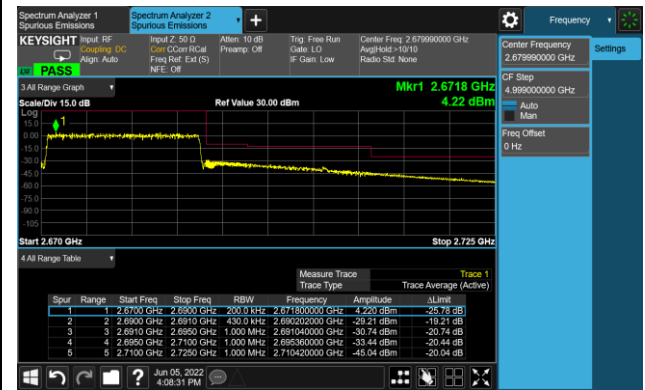 Spectrum Analyzer 1
Spurious Emissions
Spectrum Analyzer 2
Spurious Emissions
Frequency
KEYSIGHT
Input: RF
Coupling: DC
Align: Auto
Input Z: 50 Ω
Corr CCorr RCal
Freq Ref: Ext (S)
NFE: Off
Atten: 10 dB
Preamp: Off
Trig: Free Run
Gate: LO
IF Gain: Low
Center Freq: 2.679990000 GHz
Avg|Hold:>10/10
Radio Std: None
PASS
Center Frequency
2.679990000 GHz
Settings
CF Step
4.999000000 GHz
Auto
Man
Freq Offset
0 Hz
3 All Range Graph
Mkr1 2.6718 GHz
Scale/Div 15.0 dB
Ref Value 30.00 dBm
4.22 dBm
Log
15.0
0.00
-15.0
-30.0
-45.0
-60.0
-75.0
-90.0
-105
1
Start 2.670 GHz
Stop 2.725 GHz
4 All Range Table
Measure Trace Trace 1
Trace Type Trace Average (Active)
Spur Range Start Freq Stop Freq RBW Frequency Amplitude ΔLimit
1 1 2.6700 GHz 2.6900 GHz 200.0 kHz 2.671800000 GHz 4.220 dBm -25.78 dB
2 2 2.6900 GHz 2.6910 GHz 430.0 kHz 2.690202000 GHz -29.21 dBm -19.21 dB
3 3 2.6910 GHz 2.6950 GHz 1.000 MHz 2.691040000 GHz -30.74 dBm -20.74 dB
4 4 2.6950 GHz 2.7100 GHz 1.000 MHz 2.695360000 GHz -33.44 dBm -20.44 dB
5 5 2.7100 GHz 2.7250 GHz 1.000 MHz 2.710420000 GHz -45.04 dBm -20.04 dB
Jun 05, 2022
4:08:31 PM